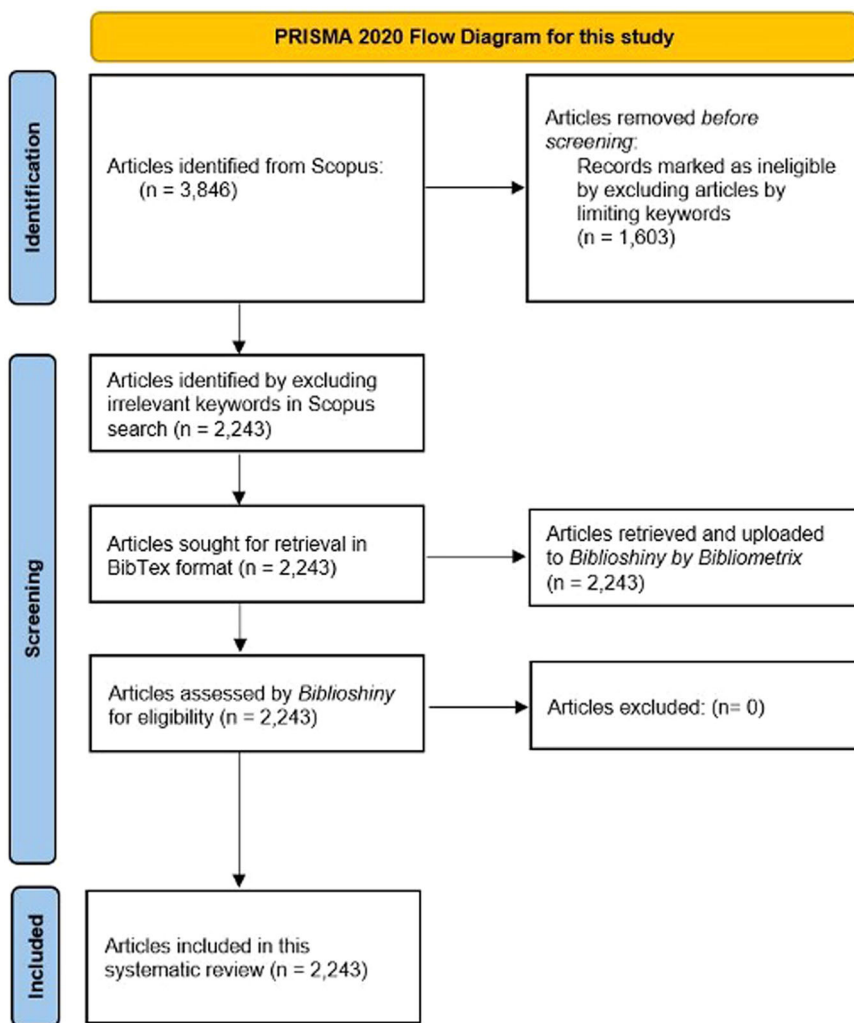 PRISMA 2020 Flow Diagram for this study
Identification
Articles identified from Scopus:
(n = 3,846)
Articles removed before
screening:
Records marked as ineligible
by excluding articles by
limiting keywords
(n = 1,603)
Screening
Articles identified by excluding
irrelevant keywords in Scopus
search (n = 2,243)
Articles sought for retrieval in
BibTex format (n = 2,243)
Articles retrieved and uploaded
to Biblioshiny by Bibliometrix
(n = 2,243)
Articles assessed by Biblioshiny
for eligibility (n = 2,243)
Articles excluded: (n= 0)
Included
Articles included in this
systematic review (n = 2,243)